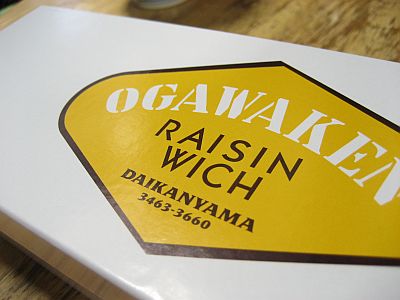 OGAWAKEN
RAISIN
WICH
DAIKANYAMA
3463-3660